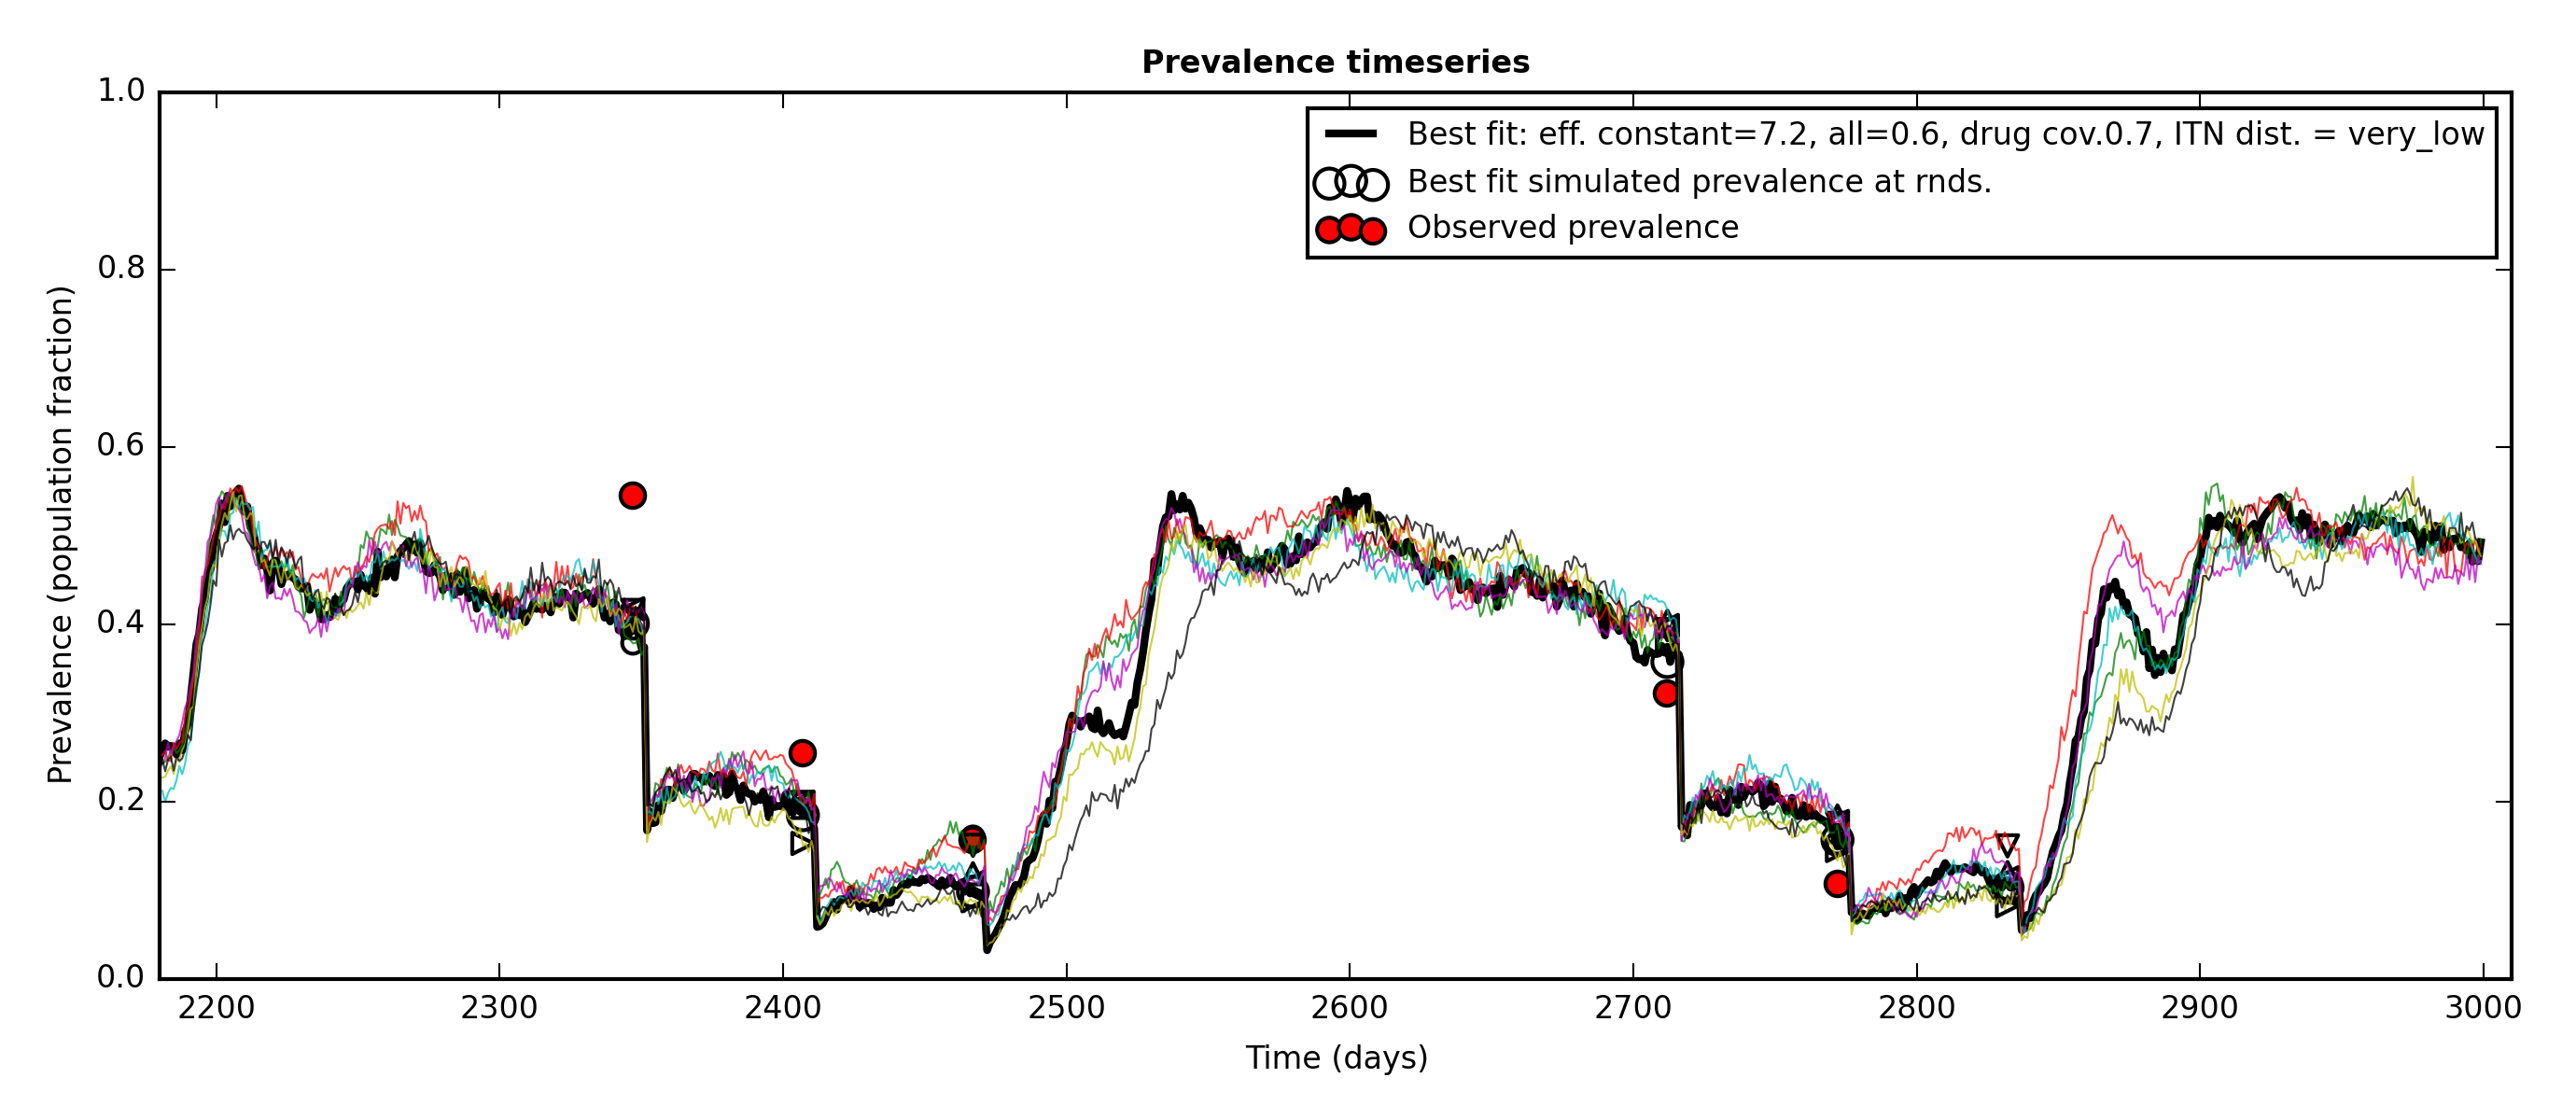 Prevalence timeseries
1.0
0.8
0.6
0.4
0.2
0.0
Prevalence (population fraction)
Best fit: eff. constant=7.2, all=0.6, drug cov.0.7, ITN dist. = very_low
Best fit simulated prevalence at rnds.
Observed prevalence
2200 2300 2400 2500 2600 2700 2800 2900 3000
Time (days)